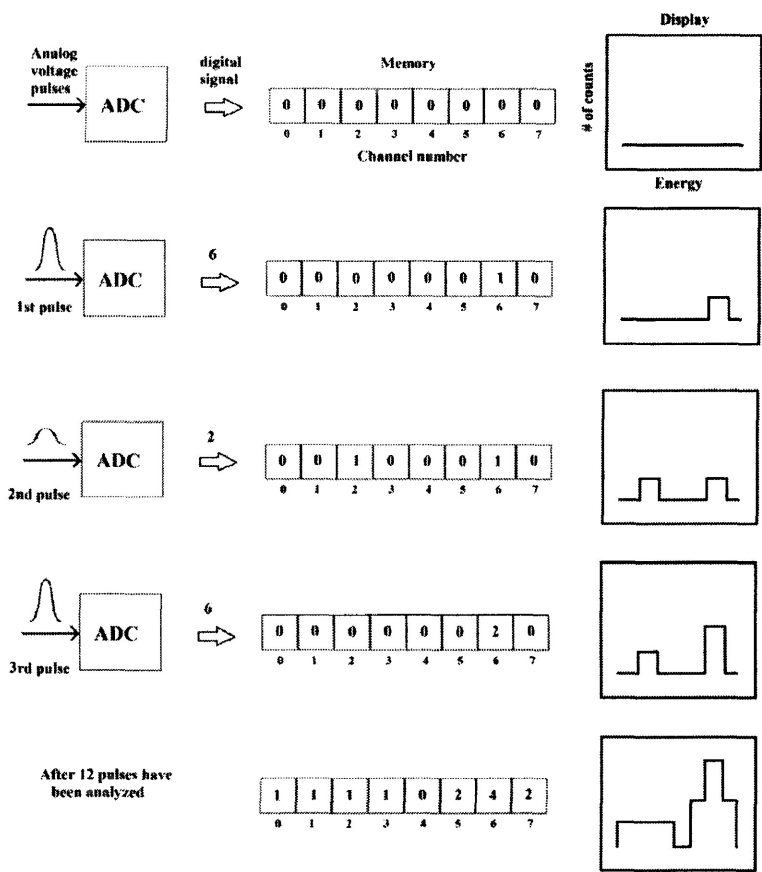 Display
Analog
voltage
pulses
ADC
digital
signal
Memory
0 0 0 0 0 0 0 0
0 1 2 3 4 5 6 7
Channel number
# of counts
Energy
1st pulse
ADC
6
0 0 0 0 0 0 1 0
0 1 2 3 4 5 6 7
2nd pulse
ADC
2
0 0 1 0 0 0 1 0
0 1 2 3 4 5 6 7
3rd pulse
ADC
6
0 0 0 0 0 0 2 0
0 1 2 3 4 5 6 7
After 12 pulses have
been analyzed
1 1 1 1 0 2 4 2
0 1 2 3 4 5 6 7